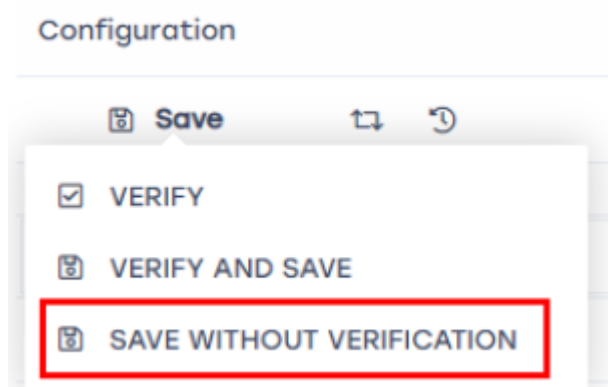 Configuration
Save
VERIFY
VERIFY AND SAVE
SAVE WITHOUT VERIFICATION